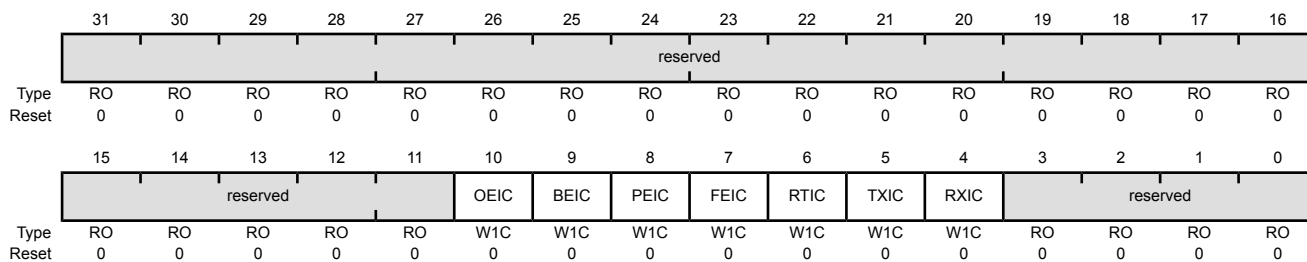 31 30 29 28 27 26 25 24 23 22 21 20 19 18 17 16
reserved
Type RO RO RO RO RO RO RO RO RO RO RO RO RO RO RO RO
Reset 0 0 0 0 0 0 0 0 0 0 0 0 0 0 0 0
15 14 13 12 11 10 9 8 7 6 5 4 3 2 1 0
reserved OEIC BEIC PEIC FEIC RTIC TXIC RXIC reserved
Type RO RO RO RO RO W1C W1C W1C W1C W1C W1C W1C RO RO RO RO
Reset 0 0 0 0 0 0 0 0 0 0 0 0 0 0 0 0